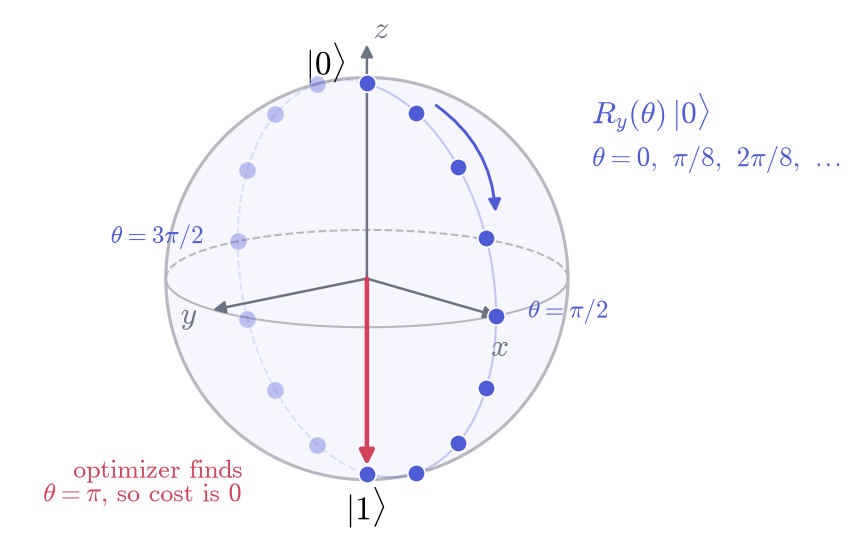 z
|0⟩
R_y(θ) |0⟩
θ = 0, π/8, 2π/8, …
θ = 3π/2
θ = π/2
y
x
optimizer finds
θ = π, so cost is 0
|1⟩